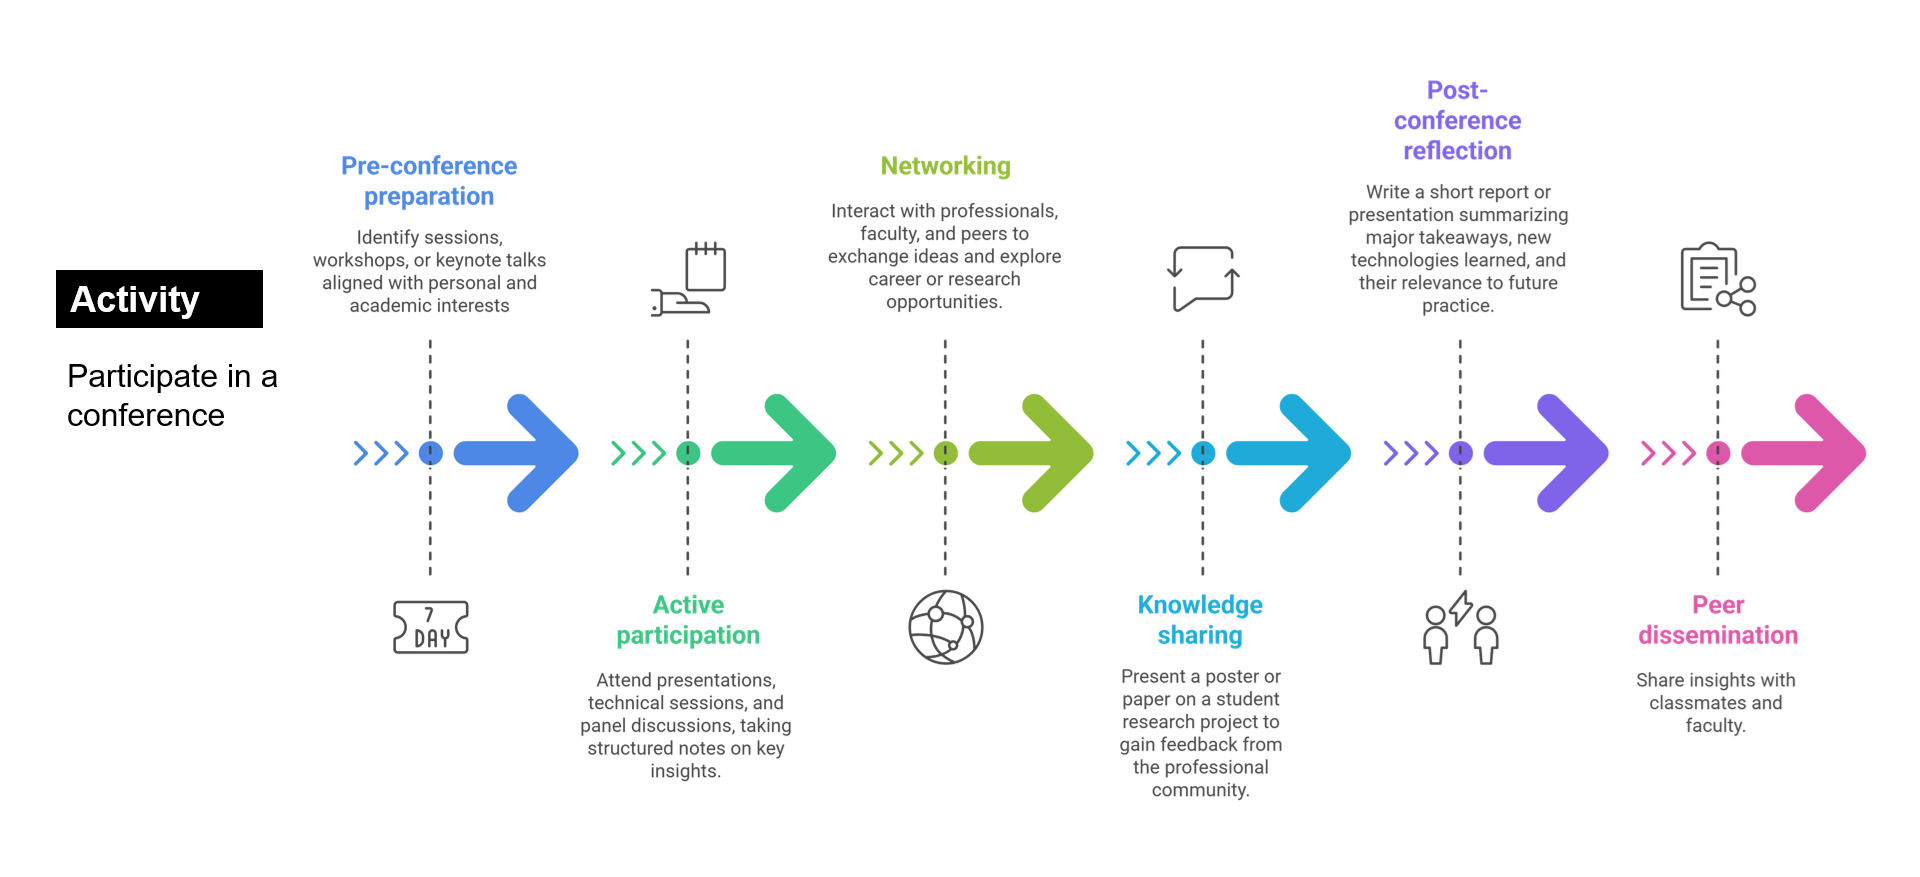 Activity
Participate in a
conference
Pre-conference
preparation
Identify sessions,
workshops, or keynote talks
aligned with personal and
academic interests
7
DAY
Active
participation
Attend presentations,
technical sessions, and
panel discussions, taking
structured notes on key
insights.
Networking
Interact with professionals,
faculty, and peers to
exchange ideas and explore
career or research
opportunities.
Knowledge
sharing
Present a poster or
paper on a student
research project to
gain feedback from
the professional
community.
Post-
conference
reflection
Write a short report or
presentation summarizing
major takeaways, new
technologies learned, and
their relevance to future
practice.
Peer
dissemination
Share insights with
classmates and
faculty.